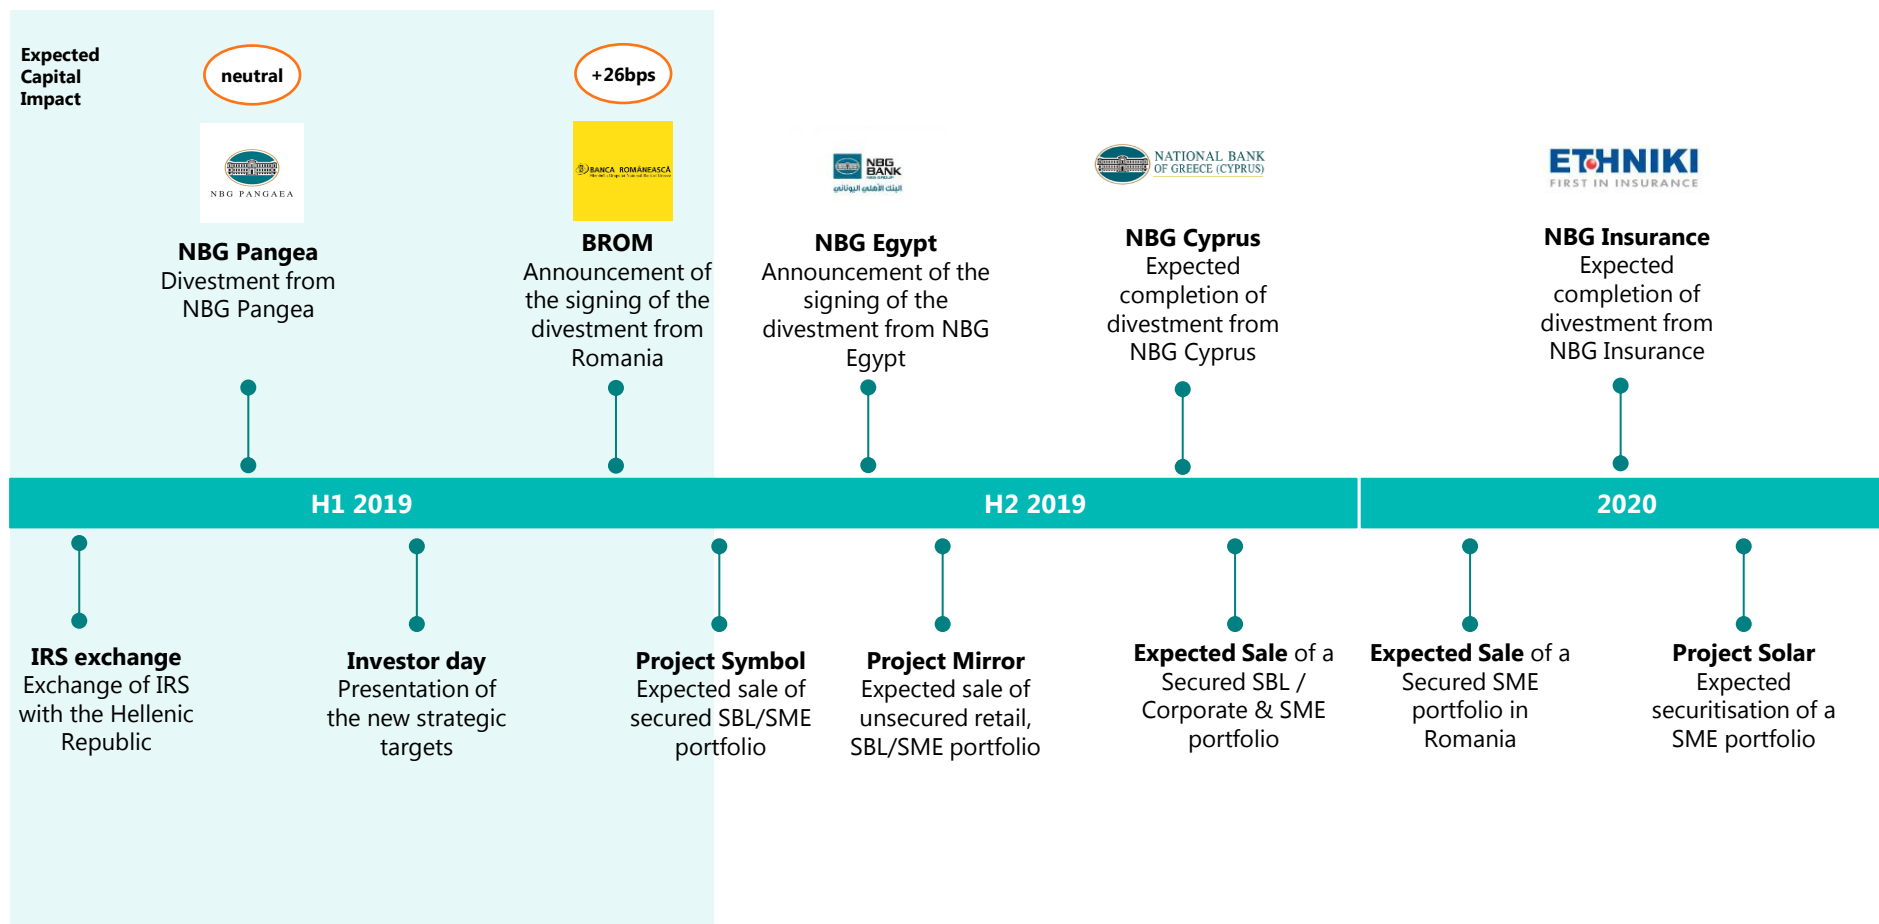 Expected
Capital
Impact
neutral
+26bps
NBG PANGAEA
BANCA ROMÂNEASCĂ
NBG
BANK
البنك الأهلي اليوناني
NATIONAL BANK
OF GREECE (CYPRUS)
ETHNIKI
FIRST IN INSURANCE
NBG Pangea
Divestment from
NBG Pangea
BROM
Announcement of
the signing of the
divestment from
Romania
NBG Egypt
Announcement of the
signing of the
divestment from NBG
Egypt
NBG Cyprus
Expected
completion of
divestment from
NBG Cyprus
NBG Insurance
Expected
completion of
divestment from
NBG Insurance
H1 2019
H2 2019
2020
IRS exchange
Exchange of IRS
with the Hellenic
Republic
Investor day
Presentation of
the new strategic
targets
Project Symbol
Expected sale of
secured SBL/SME
portfolio
Project Mirror
Expected sale of
unsecured retail,
SBL/SME portfolio
Expected Sale of a
Secured SBL /
Corporate & SME
portfolio
Expected Sale of a
Secured SME
portfolio in
Romania
Project Solar
Expected
securitisation of a
SME portfolio